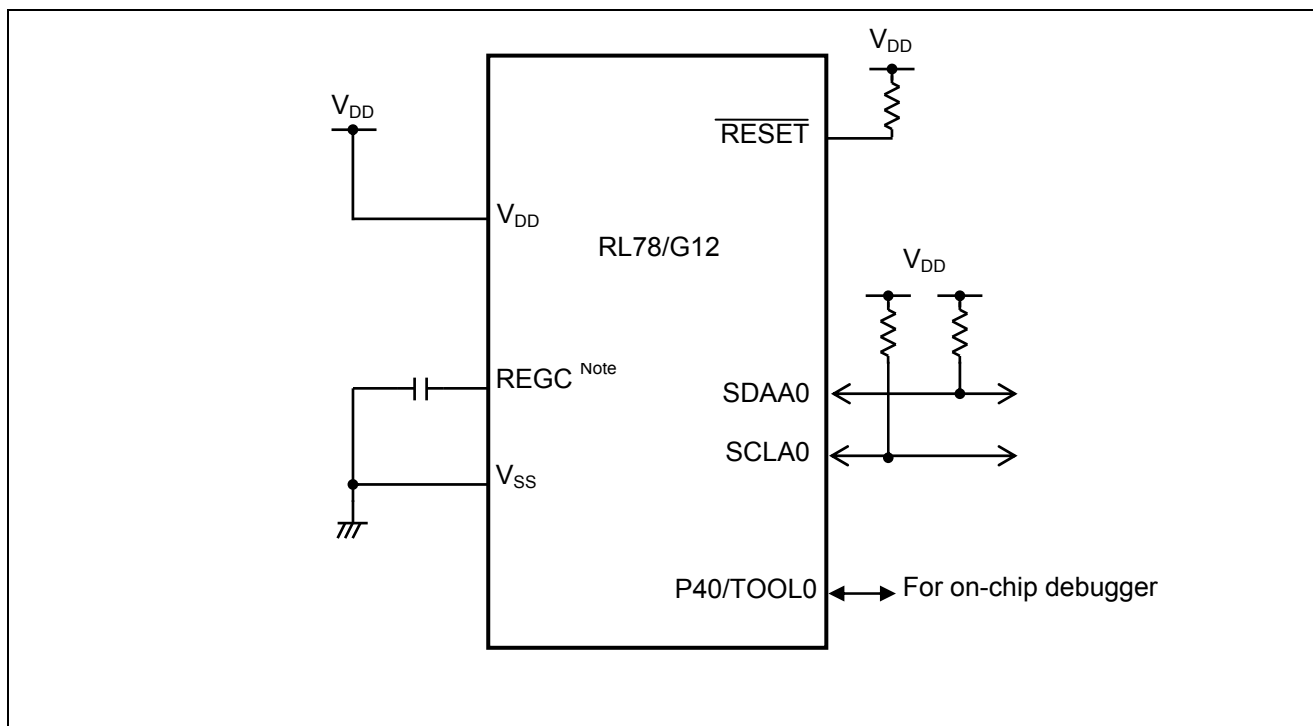 VDD
VDD
RESET
VDD
RL78/G12
VDD
REGC Note
SDAA0
SCLA0
VSS
P40/TOOL0
For on-chip debugger